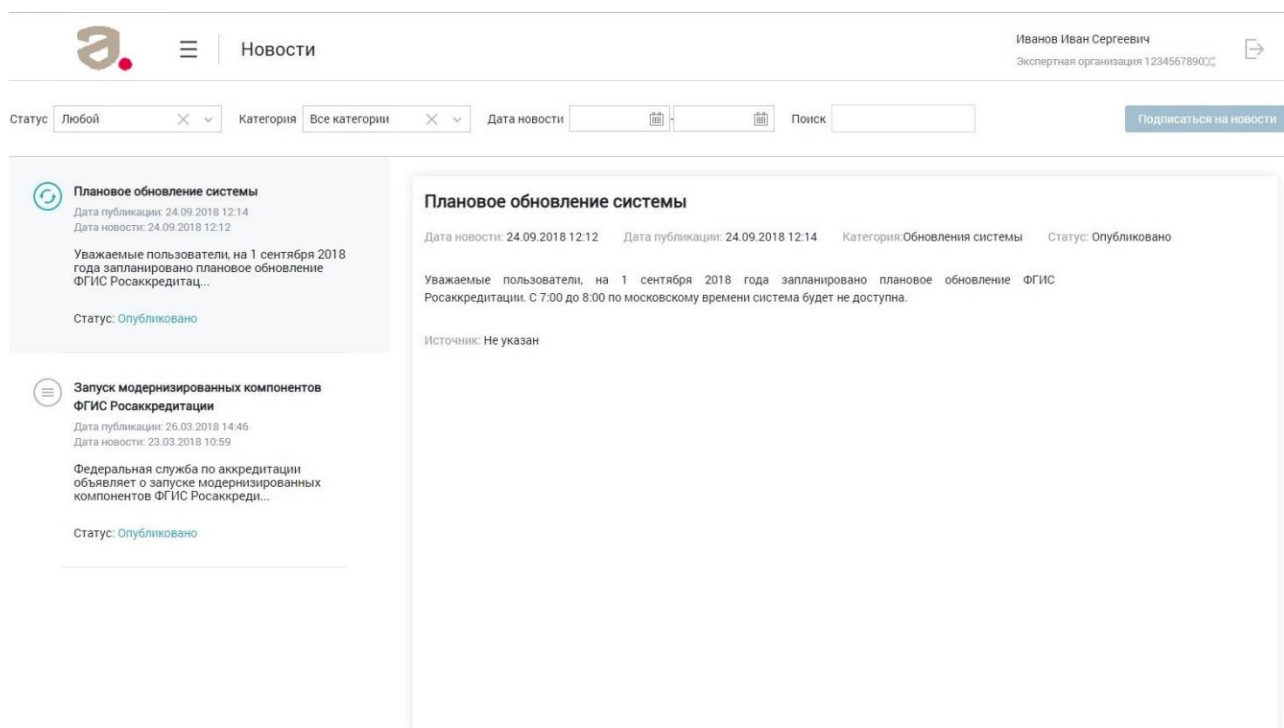 Новости
Иванов Иван Сергеевич
Экспертная организация 1234567890
Статус Любой Категория Все категории Дата новости - Поиск Подписаться на новости
Плановое обновление системы
Дата публикации: 24.09.2018 12:14
Дата новости: 24.09.2018 12:12
Уважаемые пользователи, на 1 сентября 2018
года запланировано плановое обновление
ФГИС Росаккредитац...
Статус: Опубликовано
Запуск модернизированных компонентов
ФГИС Росаккредитации
Дата публикации: 26.03.2018 14:46
Дата новости: 23.03.2018 10:59
Федеральная служба по аккредитации
объявляет о запуске модернизированных
компонентов ФГИС Росаккреди...
Статус: Опубликовано
Плановое обновление системы
Дата новости: 24.09.2018 12:12 Дата публикации: 24.09.2018 12:14 Категория:Обновления системы Статус: Опубликовано
Уважаемые пользователи, на 1 сентября 2018 года запланировано плановое обновление ФГИС
Росаккредитации. С 7:00 до 8:00 по московскому времени система будет не доступна.
Источник: Не указан